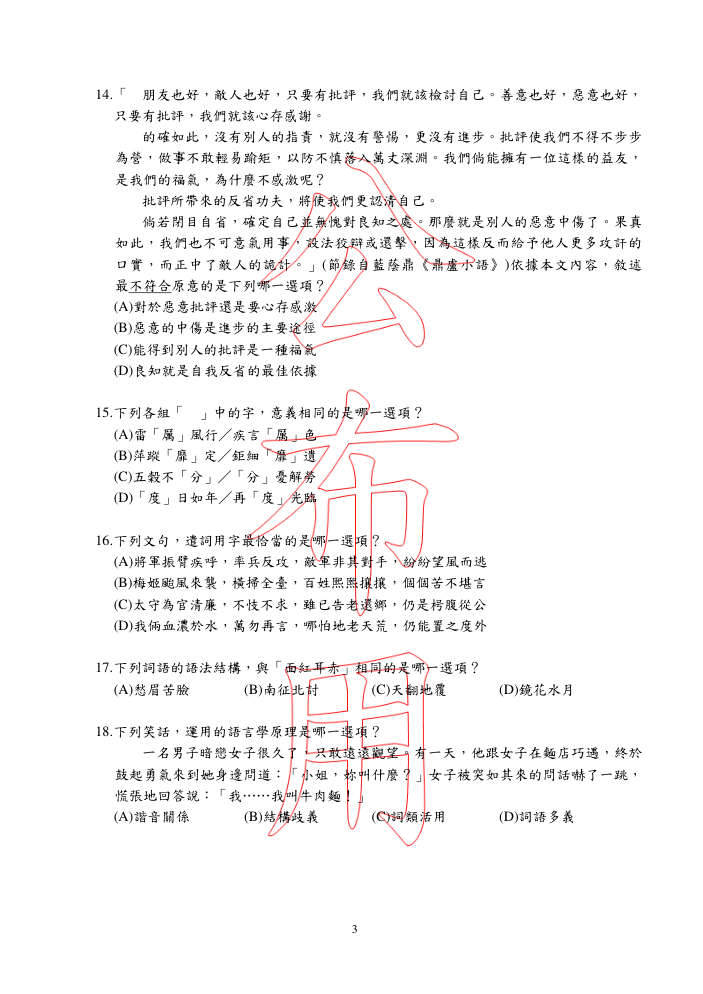 14.「　朋友也好，敵人也好，只要有批評，我們就該檢討自己。善意也好，惡意也好，
只要有批評，我們就該心存感謝。
的確如此，沒有別人的指責，就沒有警惕，更沒有進步。批評使我們不得不步步
為營，做事不敢輕易踰矩，以防不慎落入萬丈深淵。我們倘能擁有一位這樣的益友，
是我們的福氣，為什麼不感激呢？
批評所帶來的反省功夫，將使我們更認清自己。
倘若閉目自省，確定自己並無愧對良知之處。那麼就是別人的惡意中傷了。果真
如此，我們也不可意氣用事，設法狡辯或還擊，因為這樣反而給予他人更多攻訐的
口實，而正中了敵人的詭計。」(節錄自藍蔭鼎《鼎廬小語》)依據本文內容，敘述
最不符合原意的是下列哪一選項？
(A)對於惡意批評還是要心存感激
(B)惡意的中傷是進步的主要途徑
(C)能得到別人的批評是一種福氣
(D)良知就是自我反省的最佳依據
15.下列各組「　」中的字，意義相同的是哪一選項？
(A)雷「厲」風行／疾言「厲」色
(B)萍蹤「靡」定／鉅細「靡」遺
(C)五穀不「分」／「分」憂解勞
(D)「度」日如年／再「度」光臨
16.下列文句，遣詞用字最恰當的是哪一選項？
(A)將軍振臂疾呼，率兵反攻，敵軍非其對手，紛紛望風而逃
(B)梅姬颱風來襲，橫掃全臺，百姓熙熙攘攘，個個苦不堪言
(C)太守為官清廉，不忮不求，雖已告老還鄉，仍是枵腹從公
(D)我倆血濃於水，萬勿再言，哪怕地老天荒，仍能置之度外
17.下列詞語的語法結構，與「面紅耳赤」相同的是哪一選項？
(A)愁眉苦臉　(B)南征北討　(C)天翻地覆　(D)鏡花水月
18.下列笑話，運用的語言學原理是哪一選項？
一名男子暗戀女子很久了，只敢遠遠觀望。有一天，他跟女子在麵店巧遇，終於
鼓起勇氣來到她身邊問道：「小姐，妳叫什麼？」女子被突如其來的問話嚇了一跳，
慌張地回答說：「我……我叫牛肉麵！」
(A)諧音關係　(B)結構歧義　(C)詞類活用　(D)詞語多義
公布用
3